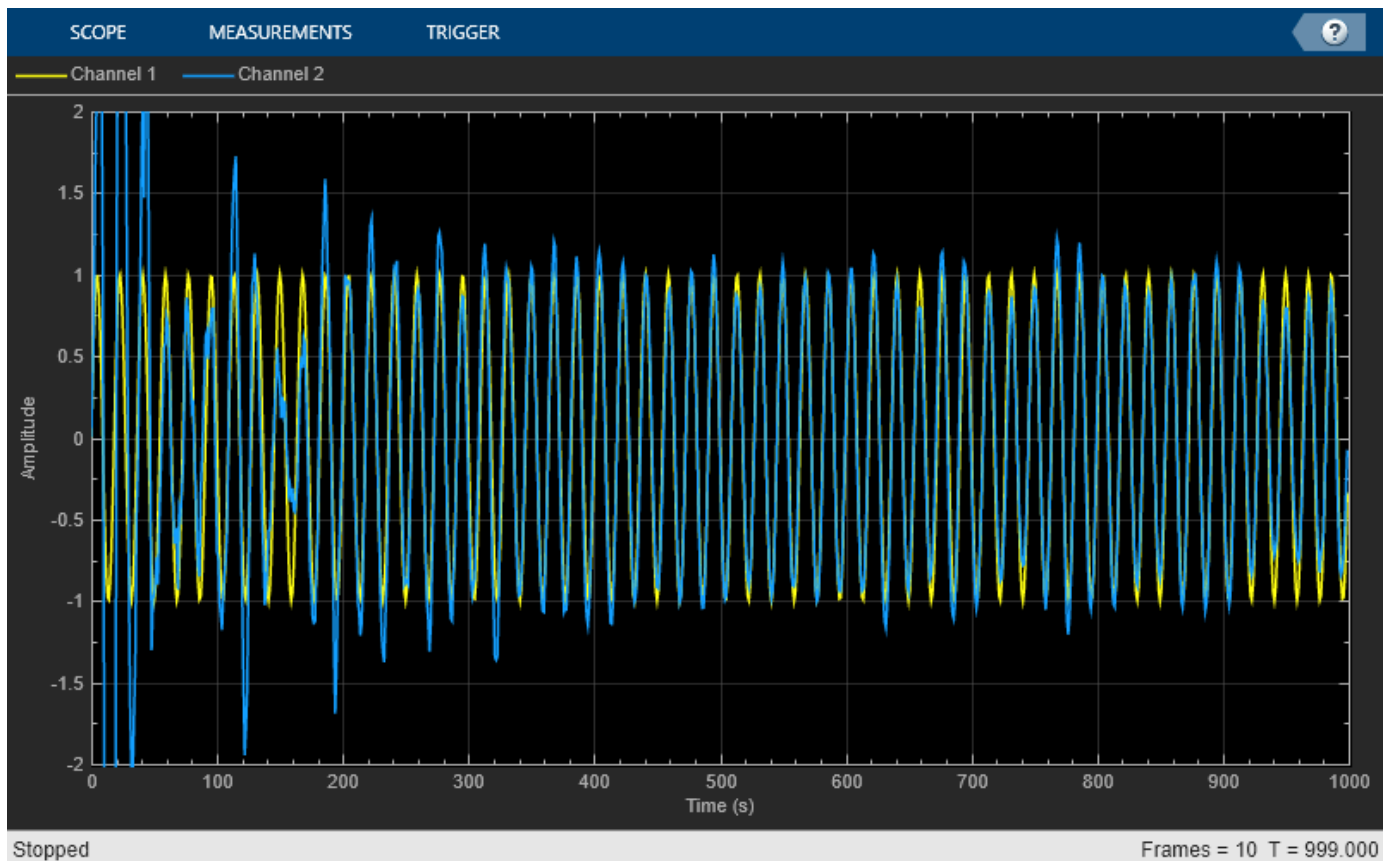 SCOPE MEASUREMENTS TRIGGER ?
Channel 1 Channel 2
2
1.5
1
0.5
0
-0.5
-1
-1.5
-2
Amplitude
0 100 200 300 400 500 600 700 800 900 1000
Time (s)
Stopped Frames = 10 T = 999.000